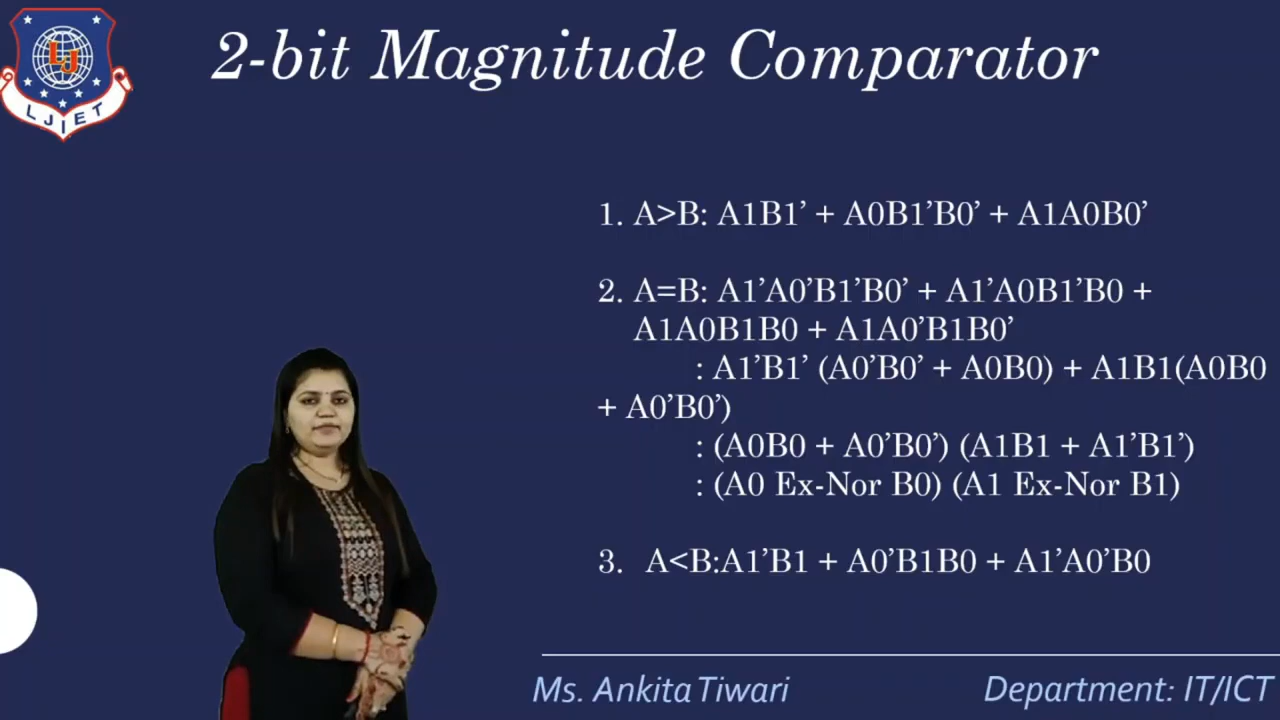 LJ
LJIET
2-bit Magnitude Comparator
1. A>B: A1B1’ + A0B1’B0’ + A1A0B0’
2. A=B: A1’A0’B1’B0’ + A1’A0B1’B0 +
A1A0B1B0 + A1A0’B1B0’
: A1’B1’ (A0’B0’ + A0B0) + A1B1(A0B0
+ A0’B0’)
: (A0B0 + A0’B0’) (A1B1 + A1’B1’)
: (A0 Ex-Nor B0) (A1 Ex-Nor B1)
3. A<B:A1’B1 + A0’B1B0 + A1’A0’B0
Ms. Ankita Tiwari
Department: IT/ICT